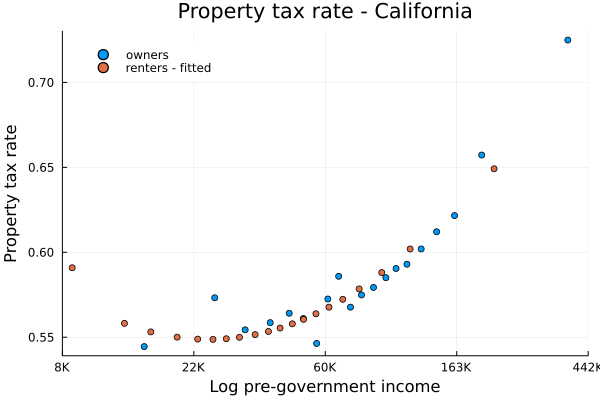 Property tax rate - California
owners
renters - fitted
Property tax rate
0.70
0.65
0.60
0.55
8K 22K 60K 163K 442K
Log pre-government income